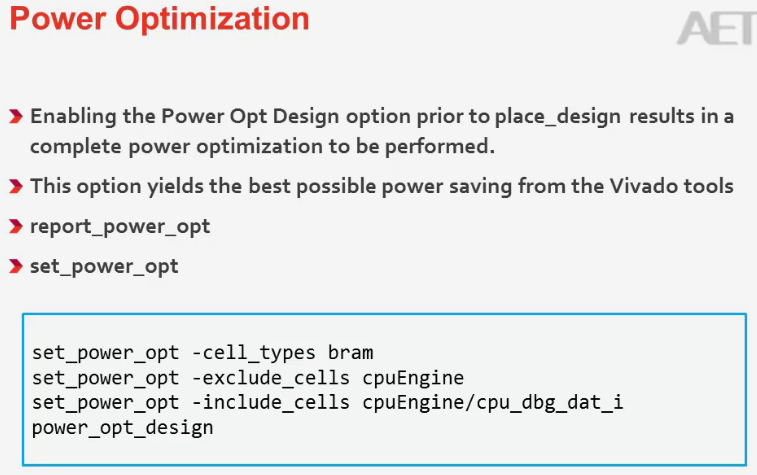 Power Optimization
AET
Enabling the Power Opt Design option prior to place_design results in a
complete power optimization to be performed.
This option yields the best possible power saving from the Vivado tools
report_power_opt
set_power_opt
set_power_opt -cell_types bram
set_power_opt -exclude_cells cpuEngine
set_power_opt -include_cells cpuEngine/cpu_dbg_dat_i
power_opt_design